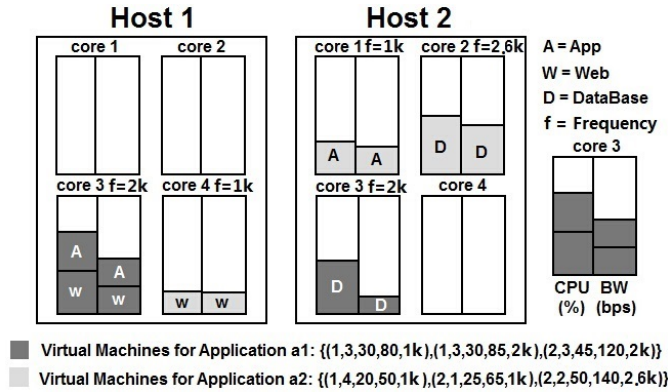 Host 1 Host 2
core 1 core 2 core 1 f=1k core 2 f=2.6k A = App
W = Web
D = DataBase
f = Frequency
A A D D core 3
core 3 f=2k core 4 f=1k core 3 f=2k core 4
A A
W W W W D D
CPU BW
(%) (bps)
Virtual Machines for Application a1: {(1,3,30,80,1k),(1,3,30,85,2k),(2,3,45,120,2k)}
Virtual Machines for Application a2: {(1,4,20,50,1k),(2,1,25,65,1k),(2,2,50,140,2,6k)}